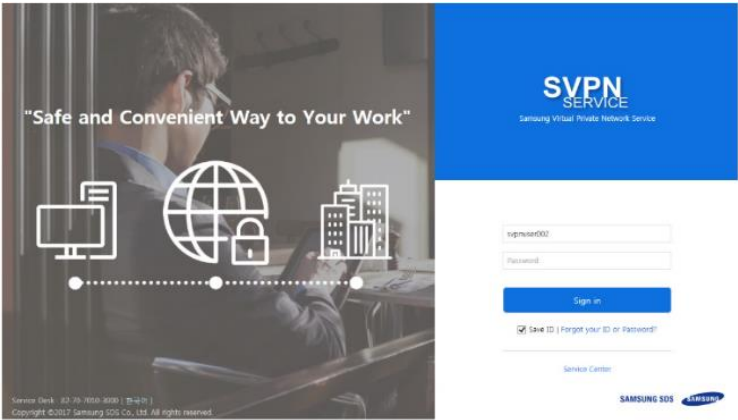 "Safe and Convenient Way to Your Work"
Service Desk : 82-70-7010-3000 | 한국어 |
Copyright ©2017 Samsung SDS Co., Ltd. All rights reserved.
SVPN
SERVICE
Samsung Virtual Private Network Service
svpnuser002
Password
Sign in
Save ID | Forgot your ID or Password?
Service Center
SAMSUNG SDS SAMSUNG